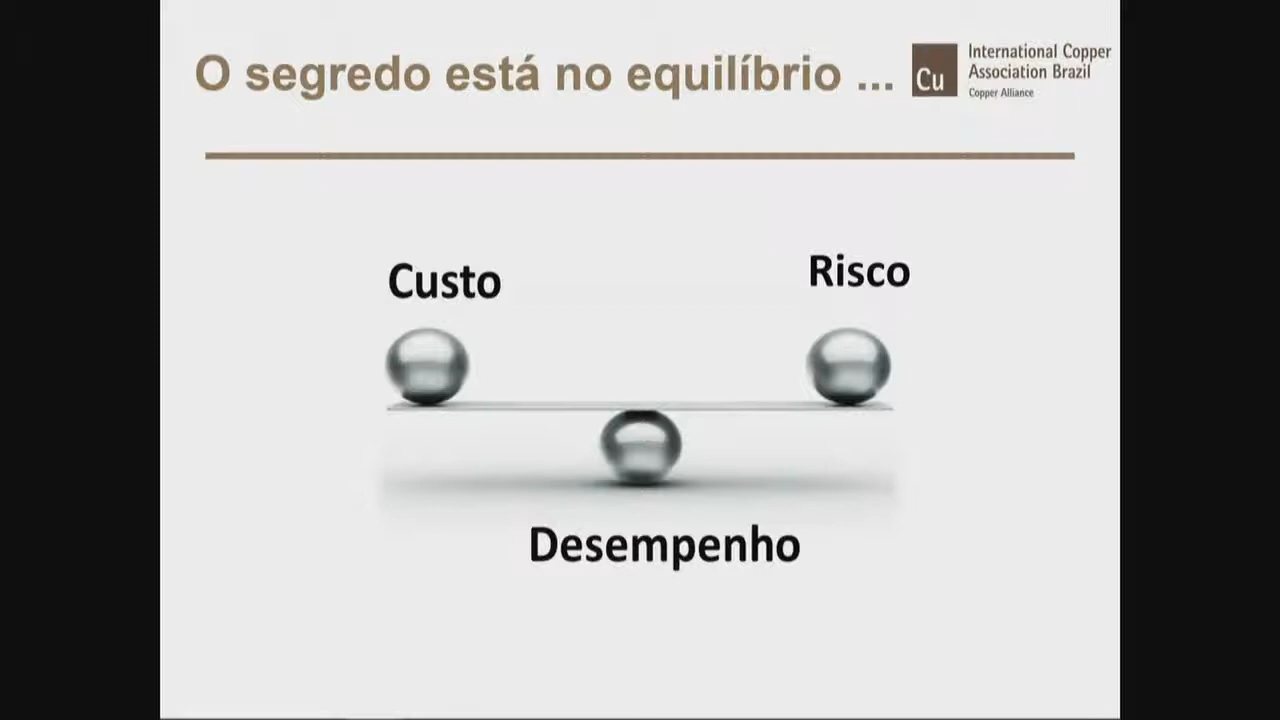 O segredo está no equilíbrio ...
Cu
International Copper
Association Brazil
Copper Alliance
Custo
Risco
Desempenho